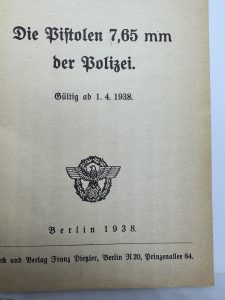 Die Pistolen 7,65 mm
der Polizei.
Gültig ab 1. 4. 1938.
Berlin 1938.
ck und Verlag Franz Dietzler, Berlin N 20, Prinzenallee 84.